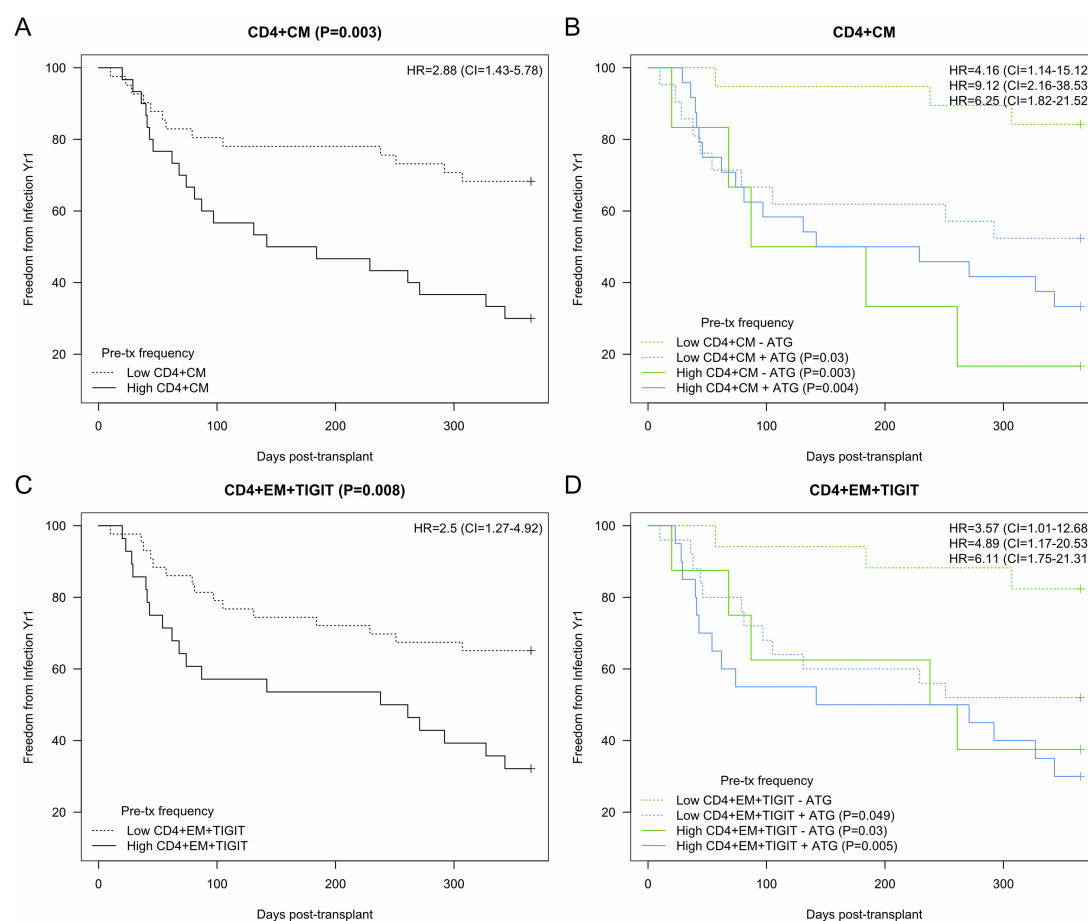 A
CD4+CM (P=0.003)
HR=2.88 (CI=1.43-5.78)
Freedom from Infection Yr1
100
80
60
40
20
Pre-tx frequency
Low CD4+CM
High CD4+CM
0 100 200 300
Days post-transplant
B
CD4+CM
HR=4.16 (CI=1.14-15.12
HR=9.12 (CI=2.16-38.53
HR=6.25 (CI=1.82-21.52
Freedom from Infection Yr1
100
80
60
40
20
Pre-tx frequency
Low CD4+CM - ATG
Low CD4+CM + ATG (P=0.03)
High CD4+CM - ATG (P=0.003)
High CD4+CM + ATG (P=0.004)
0 100 200 300
Days post-transplant
C
CD4+EM+TIGIT (P=0.008)
HR=2.5 (CI=1.27-4.92)
Freedom from Infection Yr1
100
80
60
40
20
Pre-tx frequency
Low CD4+EM+TIGIT
High CD4+EM+TIGIT
0 100 200 300
Days post-transplant
D
CD4+EM+TIGIT
HR=3.57 (CI=1.01-12.68
HR=4.89 (CI=1.17-20.53
HR=6.11 (CI=1.75-21.31
Freedom from Infection Yr1
100
80
60
40
20
Pre-tx frequency
Low CD4+EM+TIGIT - ATG
Low CD4+EM+TIGIT + ATG (P=0.049)
High CD4+EM+TIGIT - ATG (P=0.03)
High CD4+EM+TIGIT + ATG (P=0.005)
0 100 200 300
Days post-transplant